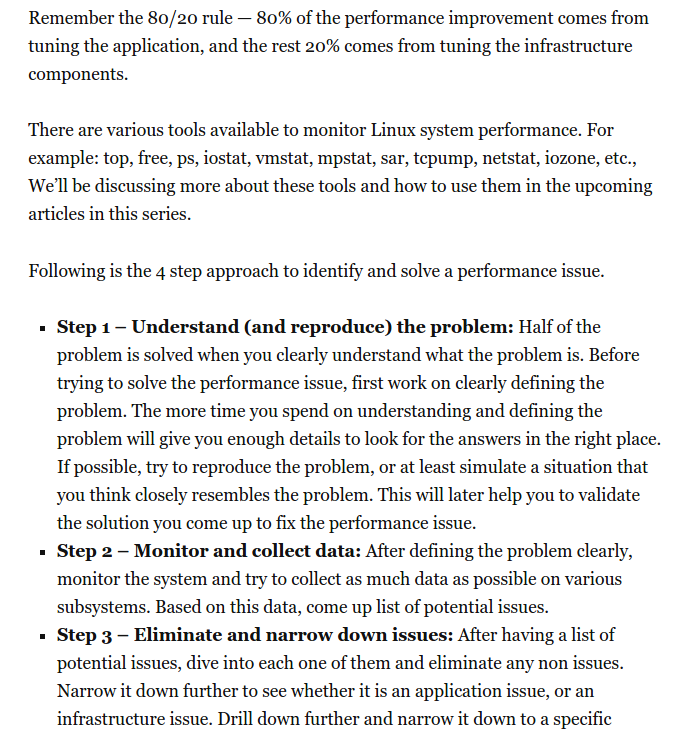 Remember the 80/20 rule — 80% of the performance improvement comes from
tuning the application, and the rest 20% comes from tuning the infrastructure
components.
There are various tools available to monitor Linux system performance. For
example: top, free, ps, iostat, vmstat, mpstat, sar, tcpump, netstat, iozone, etc.,
We’ll be discussing more about these tools and how to use them in the upcoming
articles in this series.
Following is the 4 step approach to identify and solve a performance issue.
▪ Step 1 – Understand (and reproduce) the problem: Half of the
problem is solved when you clearly understand what the problem is. Before
trying to solve the performance issue, first work on clearly defining the
problem. The more time you spend on understanding and defining the
problem will give you enough details to look for the answers in the right place.
If possible, try to reproduce the problem, or at least simulate a situation that
you think closely resembles the problem. This will later help you to validate
the solution you come up to fix the performance issue.
▪ Step 2 – Monitor and collect data: After defining the problem clearly,
monitor the system and try to collect as much data as possible on various
subsystems. Based on this data, come up list of potential issues.
▪ Step 3 – Eliminate and narrow down issues: After having a list of
potential issues, dive into each one of them and eliminate any non issues.
Narrow it down further to see whether it is an application issue, or an
infrastructure issue. Drill down further and narrow it down to a specific